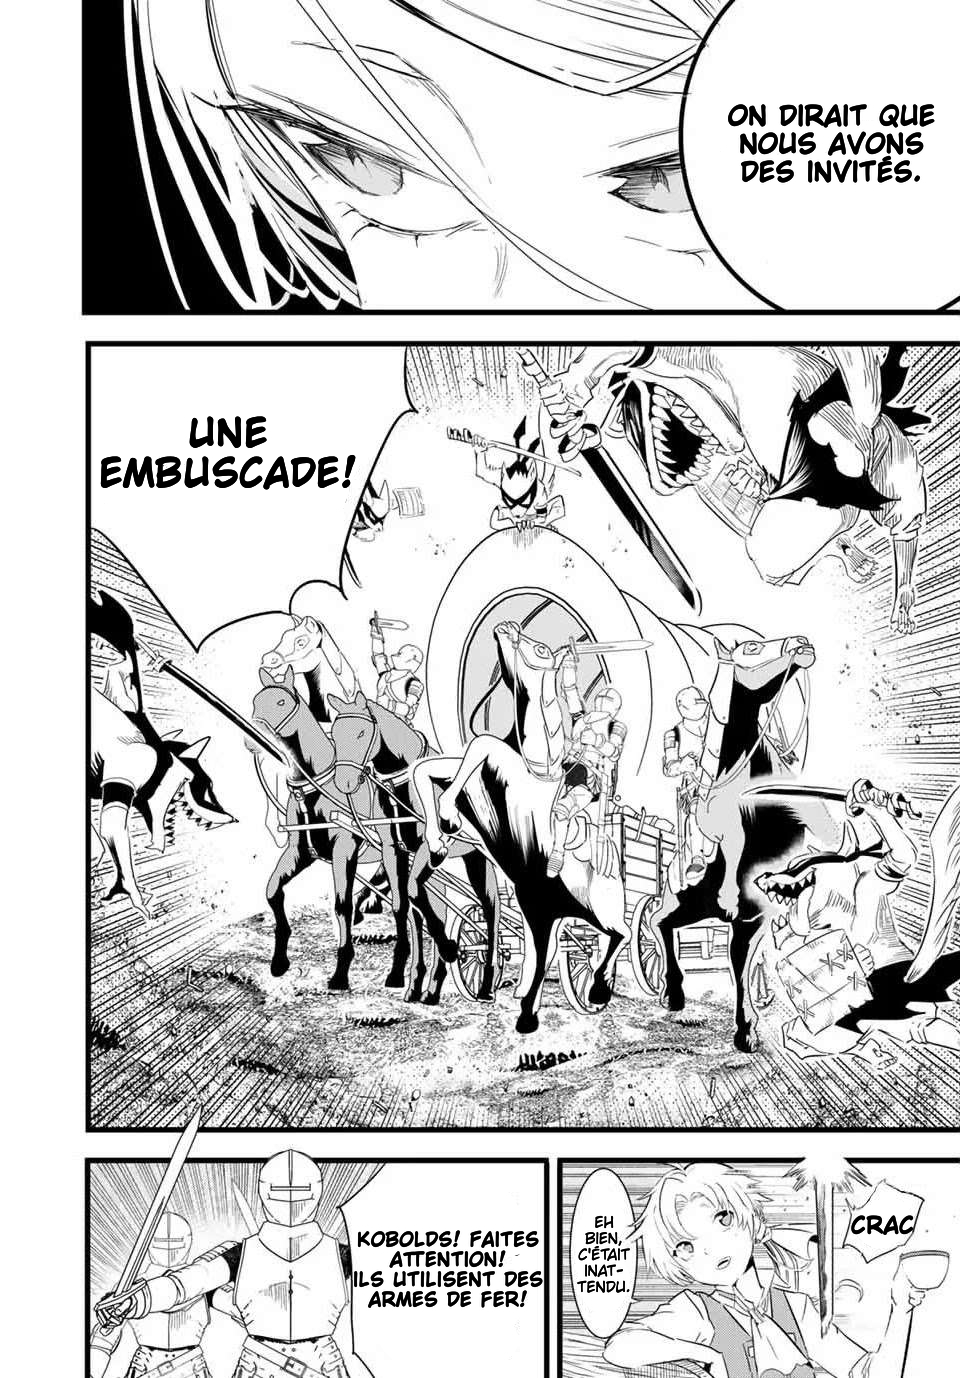 ON DIRAIT QUE
NOUS AVONS
DES INVITÉS.
UNE
EMBUSCADE!
KOBOLDS! FAITES
ATTENTION!
ILS UTILISENT DES
ARMES DE FER!
EH
BIEN,
C'ÉTAIT
INAT-
TENDU.
CRAC